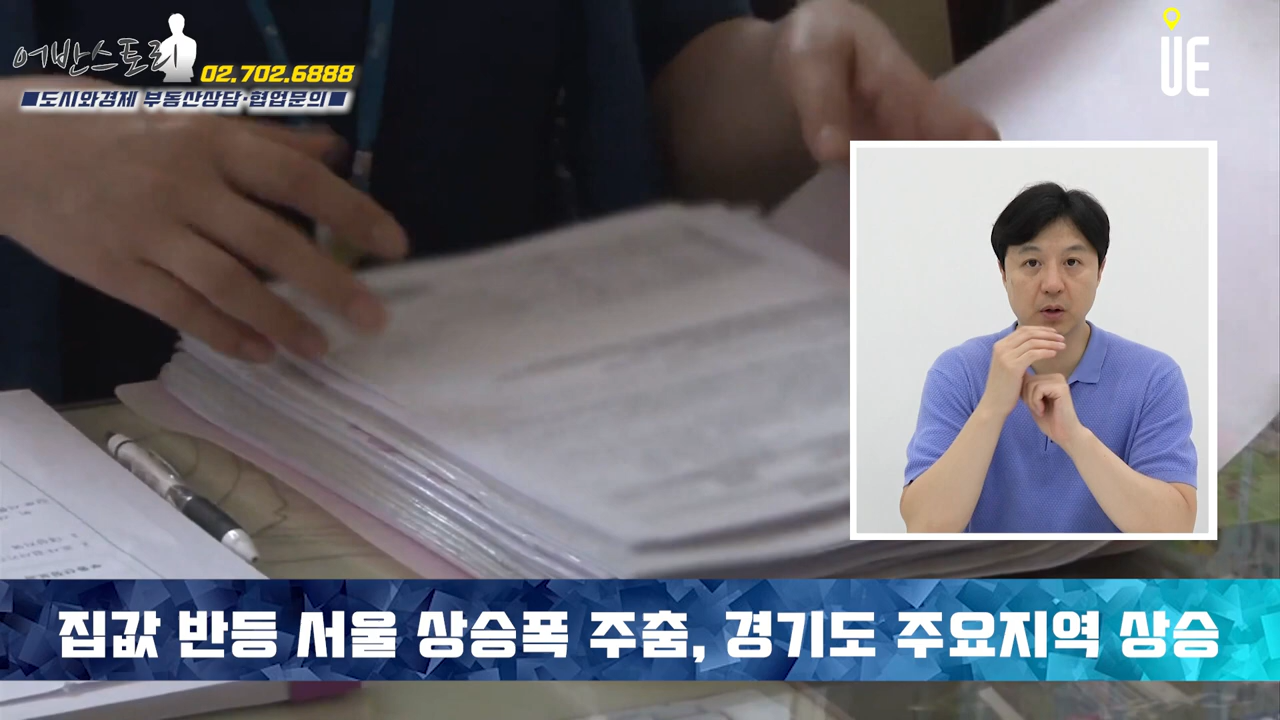 어반스토리
02.702.6888
■도시와경제 부동산상담·협업문의■
UE
집값 반등 서울 상승폭 주춤, 경기도 주요지역 상승